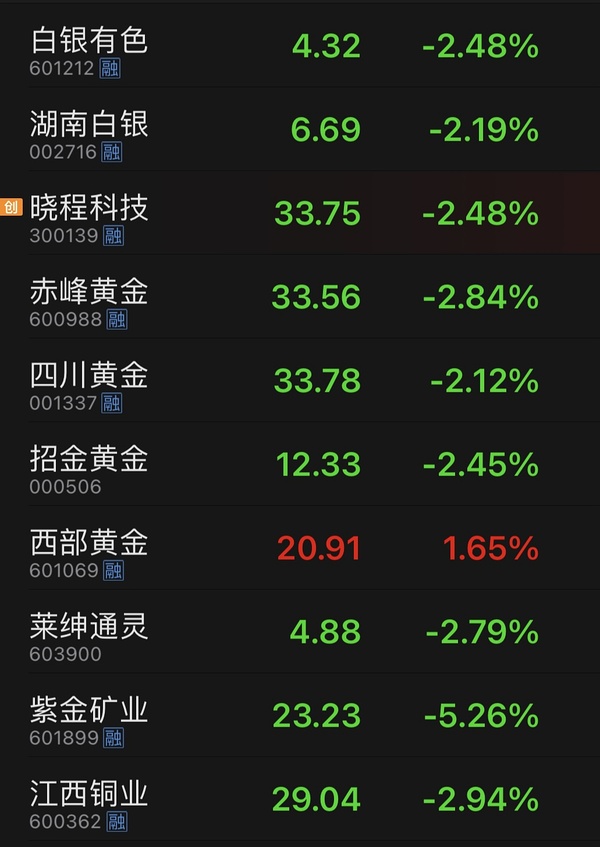 白银有色 4.32 -2.48%
601212 融
湖南白银 6.69 -2.19%
002716 融
创 晓程科技 33.75 -2.48%
300139 融
赤峰黄金 33.56 -2.84%
600988 融
四川黄金 33.78 -2.12%
001337 融
招金黄金 12.33 -2.45%
000506
西部黄金 20.91 1.65%
601069 融
莱绅通灵 4.88 -2.79%
603900
紫金矿业 23.23 -5.26%
601899 融
江西铜业 29.04 -2.94%
600362 融